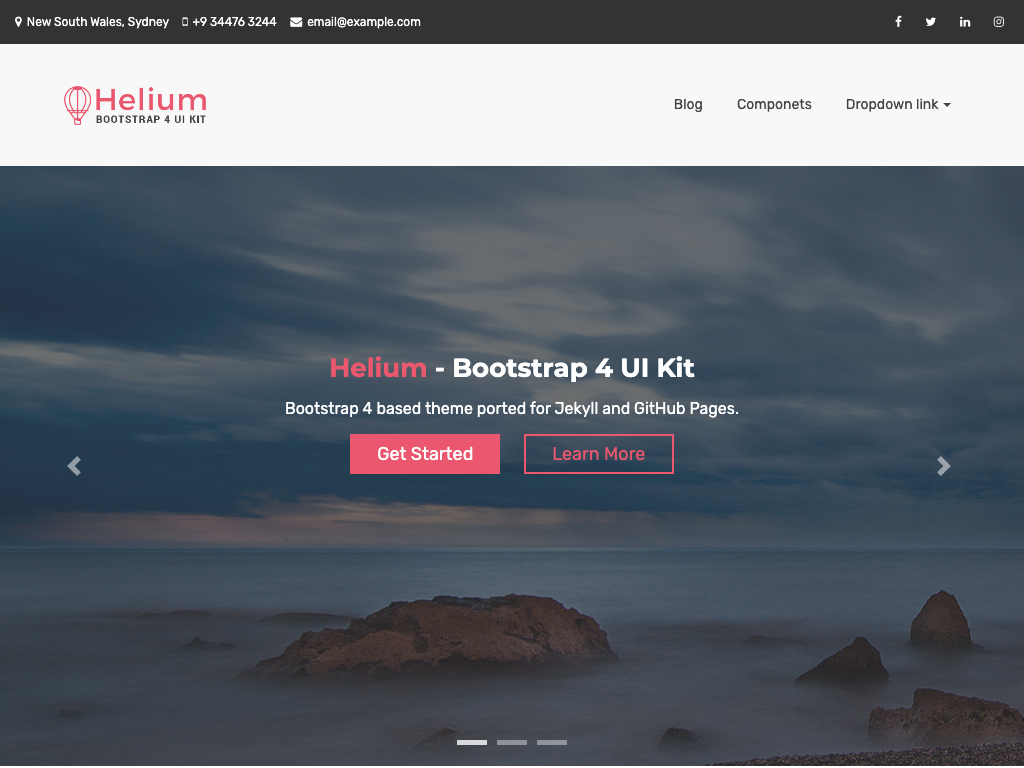 New South Wales, Sydney +9 34476 3244 email@example.com
Helium
BOOTSTRAP 4 UI KIT
Blog Componets Dropdown link
Helium - Bootstrap 4 UI Kit
Bootstrap 4 based theme ported for Jekyll and GitHub Pages.
Get Started Learn More